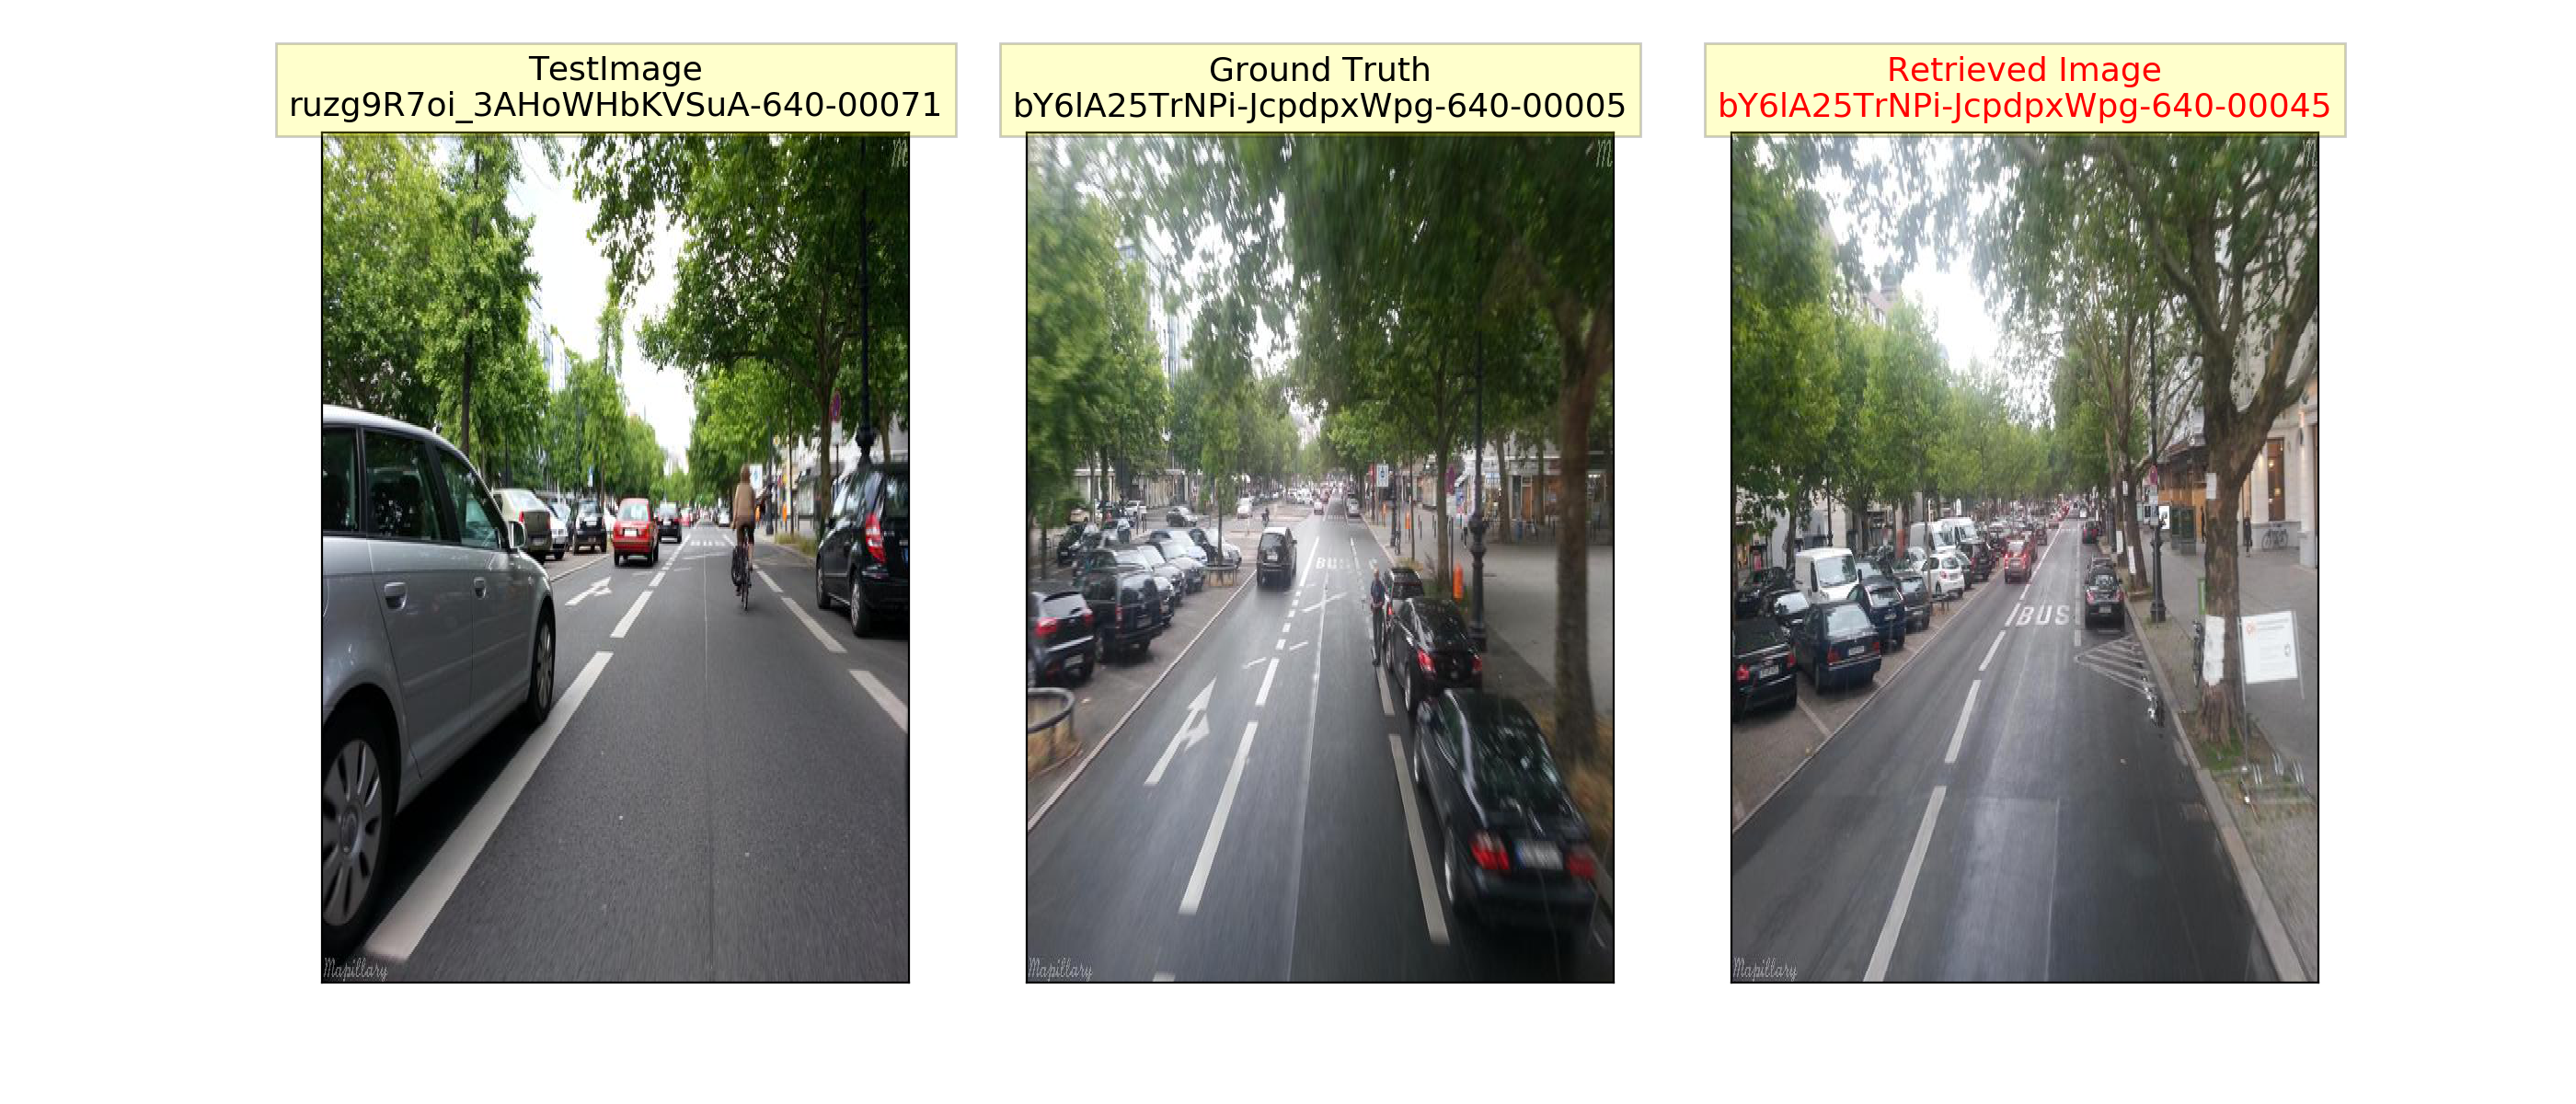 TestImage
ruzg9R7oi_3AHoWHbKVSuA-640-00071
Ground Truth
bY6lA25TrNPi-JcpdpxWpg-640-00005
Retrieved Image
bY6lA25TrNPi-JcpdpxWpg-640-00045
M
M
M
BUS
BUS
Mapillary
Mapillary
Mapillary